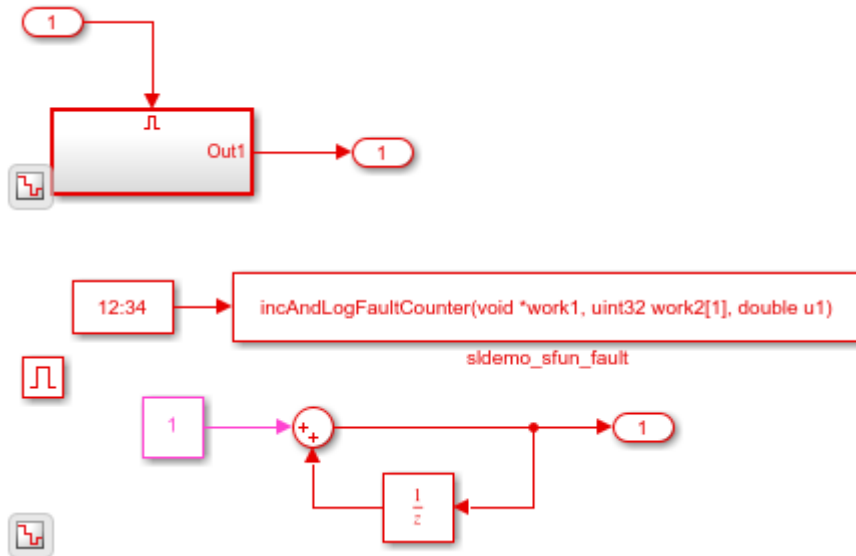 1
Out1
1
12:34
incAndLogFaultCounter(void *work1, uint32 work2[1], double u1)
sldemo_sfun_fault
1
+
+
1
1
z